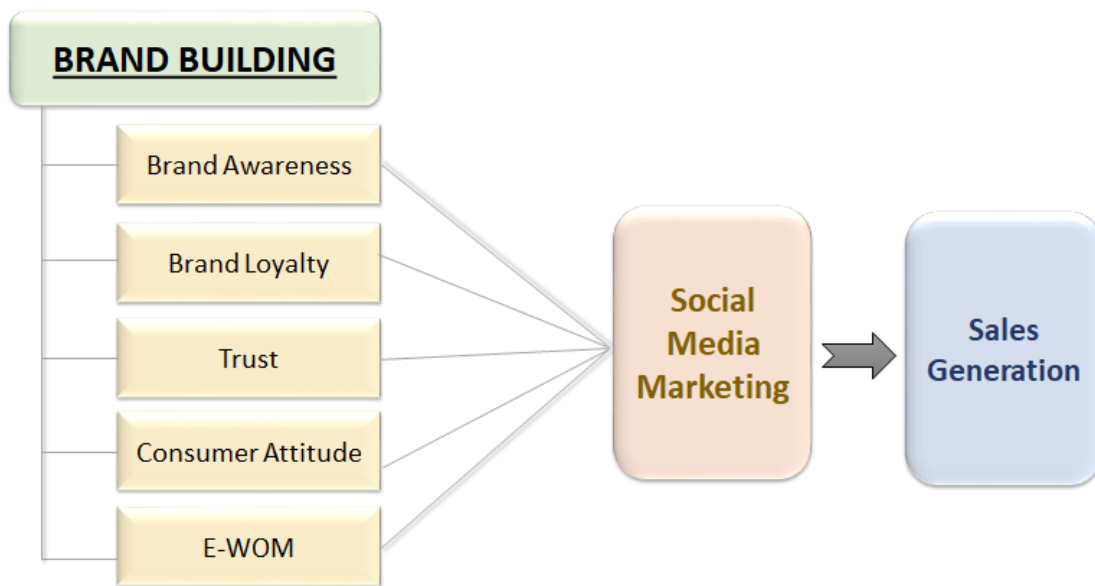 BRAND BUILDING
Brand Awareness
Brand Loyalty
Trust
Consumer Attitude
E-WOM
Social
Media
Marketing
Sales
Generation